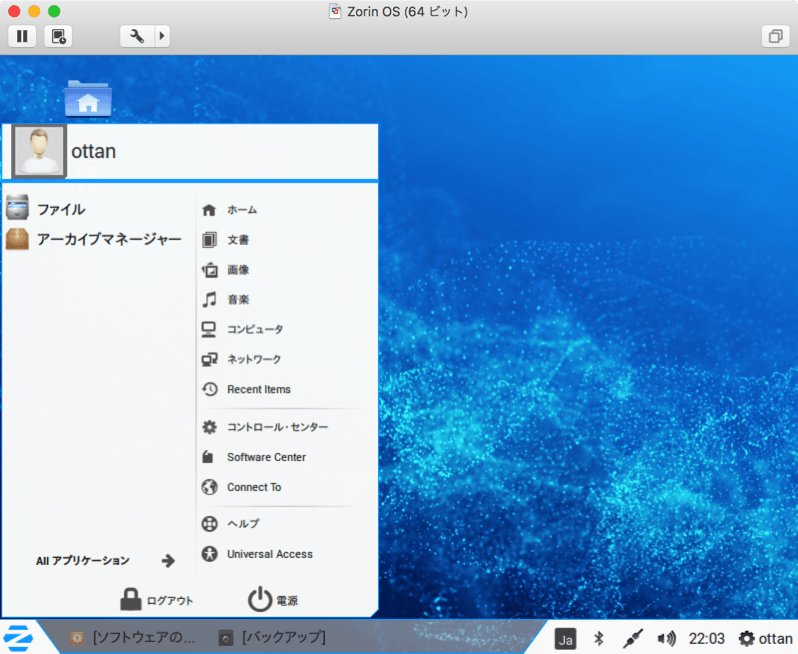 Zorin OS (64 ビット)
ottan
ファイル
アーカイブマネージャー
ホーム
文書
画像
音楽
コンピュータ
ネットワーク
Recent Items
コントロール・センター
Software Center
Connect To
ヘルプ
Universal Access
All アプリケーション
ログアウト
電源
[ソフトウェアの...
[バックアップ]
Ja
22:03
ottan